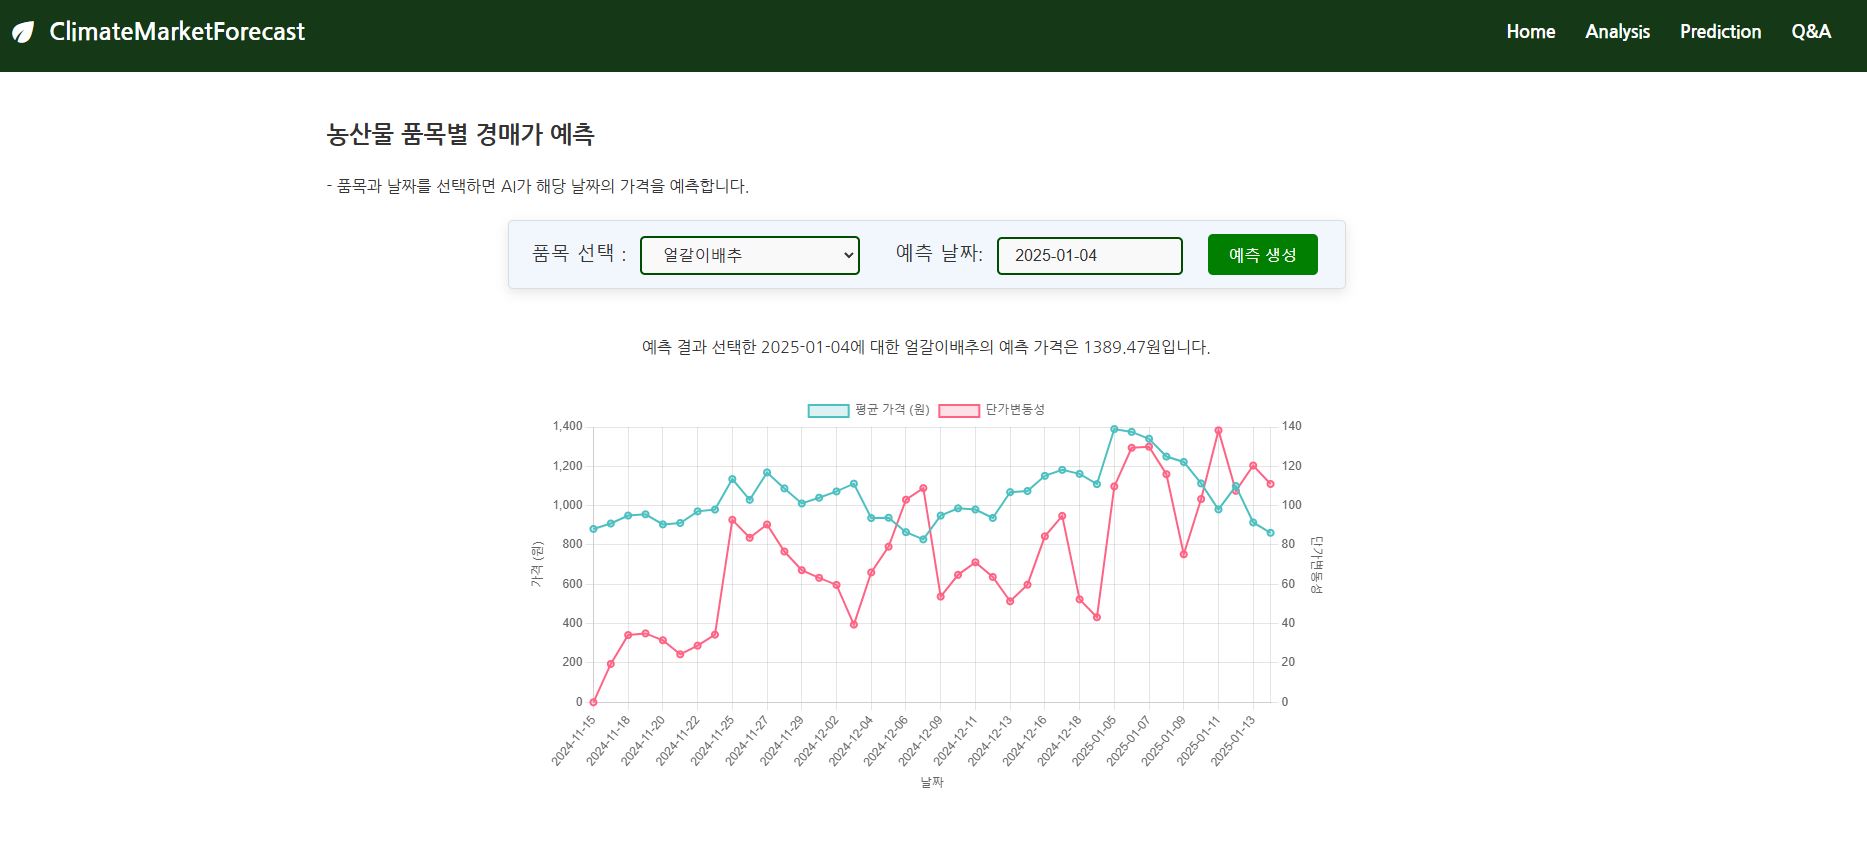 ClimateMarketForecast
Home Analysis Prediction Q&A
농산물 품목별 경매가 예측
- 품목과 날짜를 선택하면 AI가 해당 날짜의 가격을 예측합니다.
품목 선택 : 얼갈이배추 예측 날짜: 2025-01-04 예측 생성
예측 결과 선택한 2025-01-04에 대한 얼갈이배추의 예측 가격은 1389.47원입니다.
평균 가격 (원) 단가변동성
1,400 140
1,200 120
1,000 100
800 80
가격 (원) 단가변동성
600 60
400 40
200 20
0 0
2024-11-15 2024-11-18 2024-11-20 2024-11-22 2024-11-25 2024-11-27 2024-11-29 2024-12-02 2024-12-04 2024-12-06 2024-12-09 2024-12-11 2024-12-13 2024-12-16 2024-12-18 2025-01-05 2025-01-07 2025-01-09 2025-01-11 2025-01-13
날짜